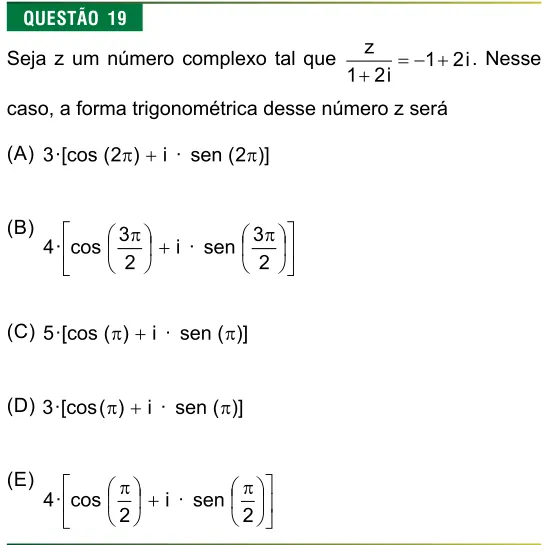 QUESTÃO 19
Seja z um número complexo tal que z/(1 + 2i) = −1 + 2i. Nesse
caso, a forma trigonométrica desse número z será
(A) 3·[cos (2π) + i · sen (2π)]
(B) 4·[cos (3π/2) + i · sen (3π/2)]
(C) 5·[cos (π) + i · sen (π)]
(D) 3·[cos(π) + i · sen (π)]
(E) 4·[cos (π/2) + i · sen (π/2)]